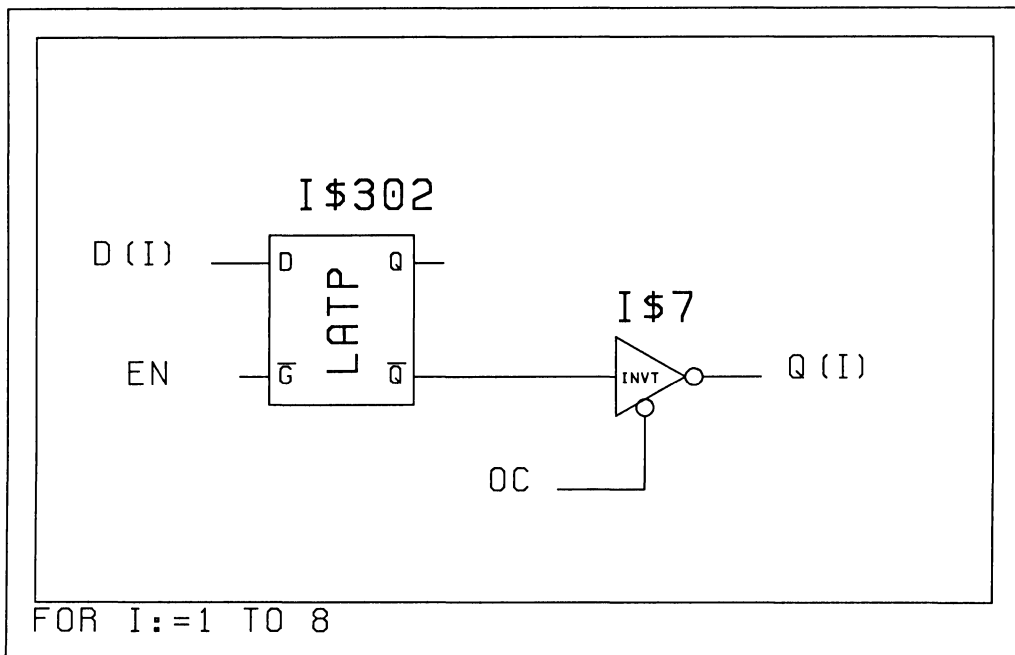 I$302
D(I)
D
Q
LATP
I$7
EN
G̅
Q̅
INVT
Q(I)
OC
FOR I:=1 TO 8